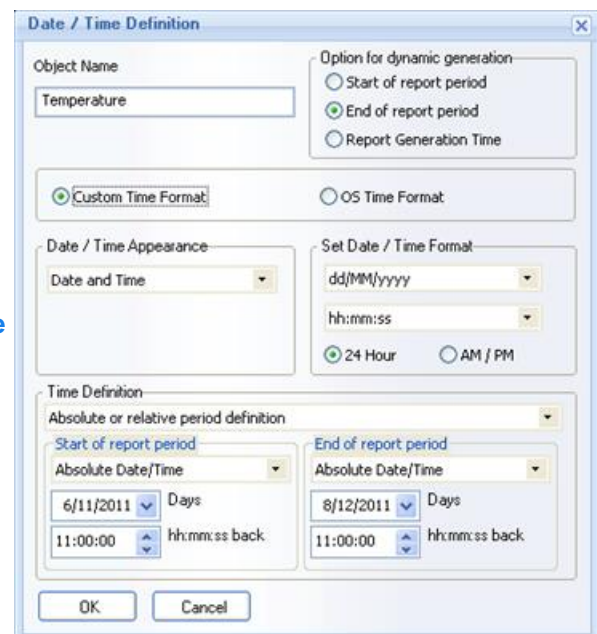 Date / Time Definition
Object Name
Temperature
Option for dynamic generation
Start of report period
End of report period
Report Generation Time
Custom Time Format
OS Time Format
Date / Time Appearance
Date and Time
Set Date / Time Format
dd/MM/yyyy
hh:mm:ss
24 Hour
AM / PM
e
Time Definition
Absolute or relative period definition
Start of report period
Absolute Date/Time
6/11/2011 Days
11:00:00 hh:mm:ss back
End of report period
Absolute Date/Time
8/12/2011 Days
11:00:00 hh:mm:ss back
OK
Cancel